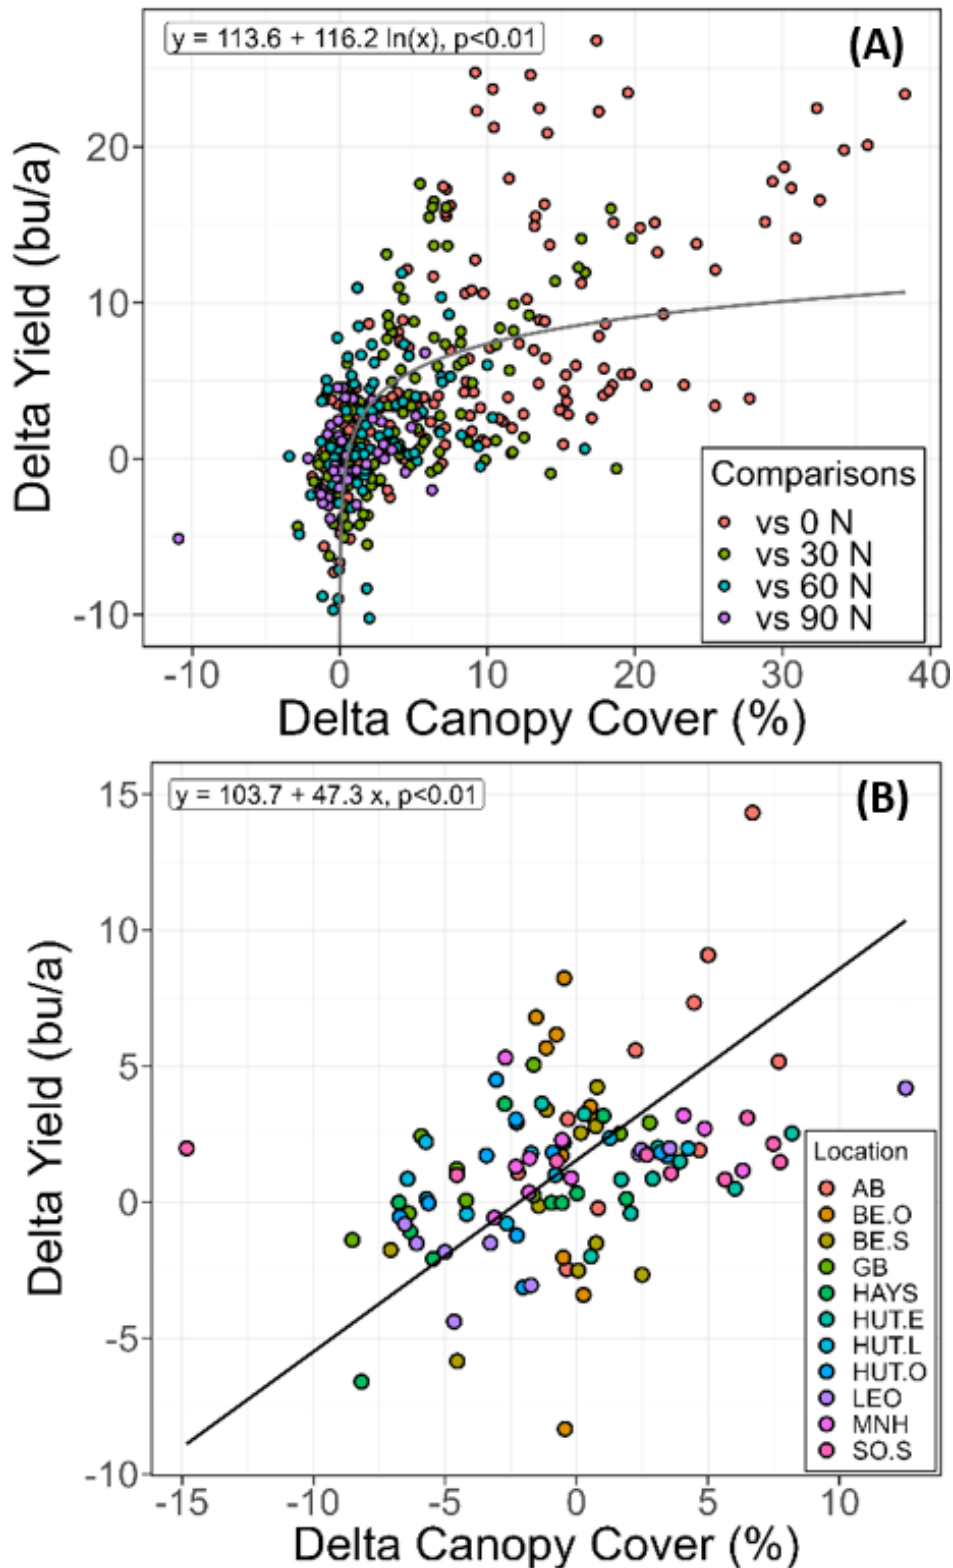 y = 113.6 + 116.2 ln(x), p<0.01
(A)
20
10
0
-10
Delta Yield (bu/a)
Comparisons
vs 0 N
vs 30 N
vs 60 N
vs 90 N
-10 0 10 20 30 40
Delta Canopy Cover (%)
y = 103.7 + 47.3 x, p<0.01
(B)
15
10
5
0
-5
-10
Delta Yield (bu/a)
Location
AB
BE.O
BE.S
GB
HAYS
HUT.E
HUT.L
HUT.O
LEO
MNH
SO.S
-15 -10 -5 0 5 10
Delta Canopy Cover (%)